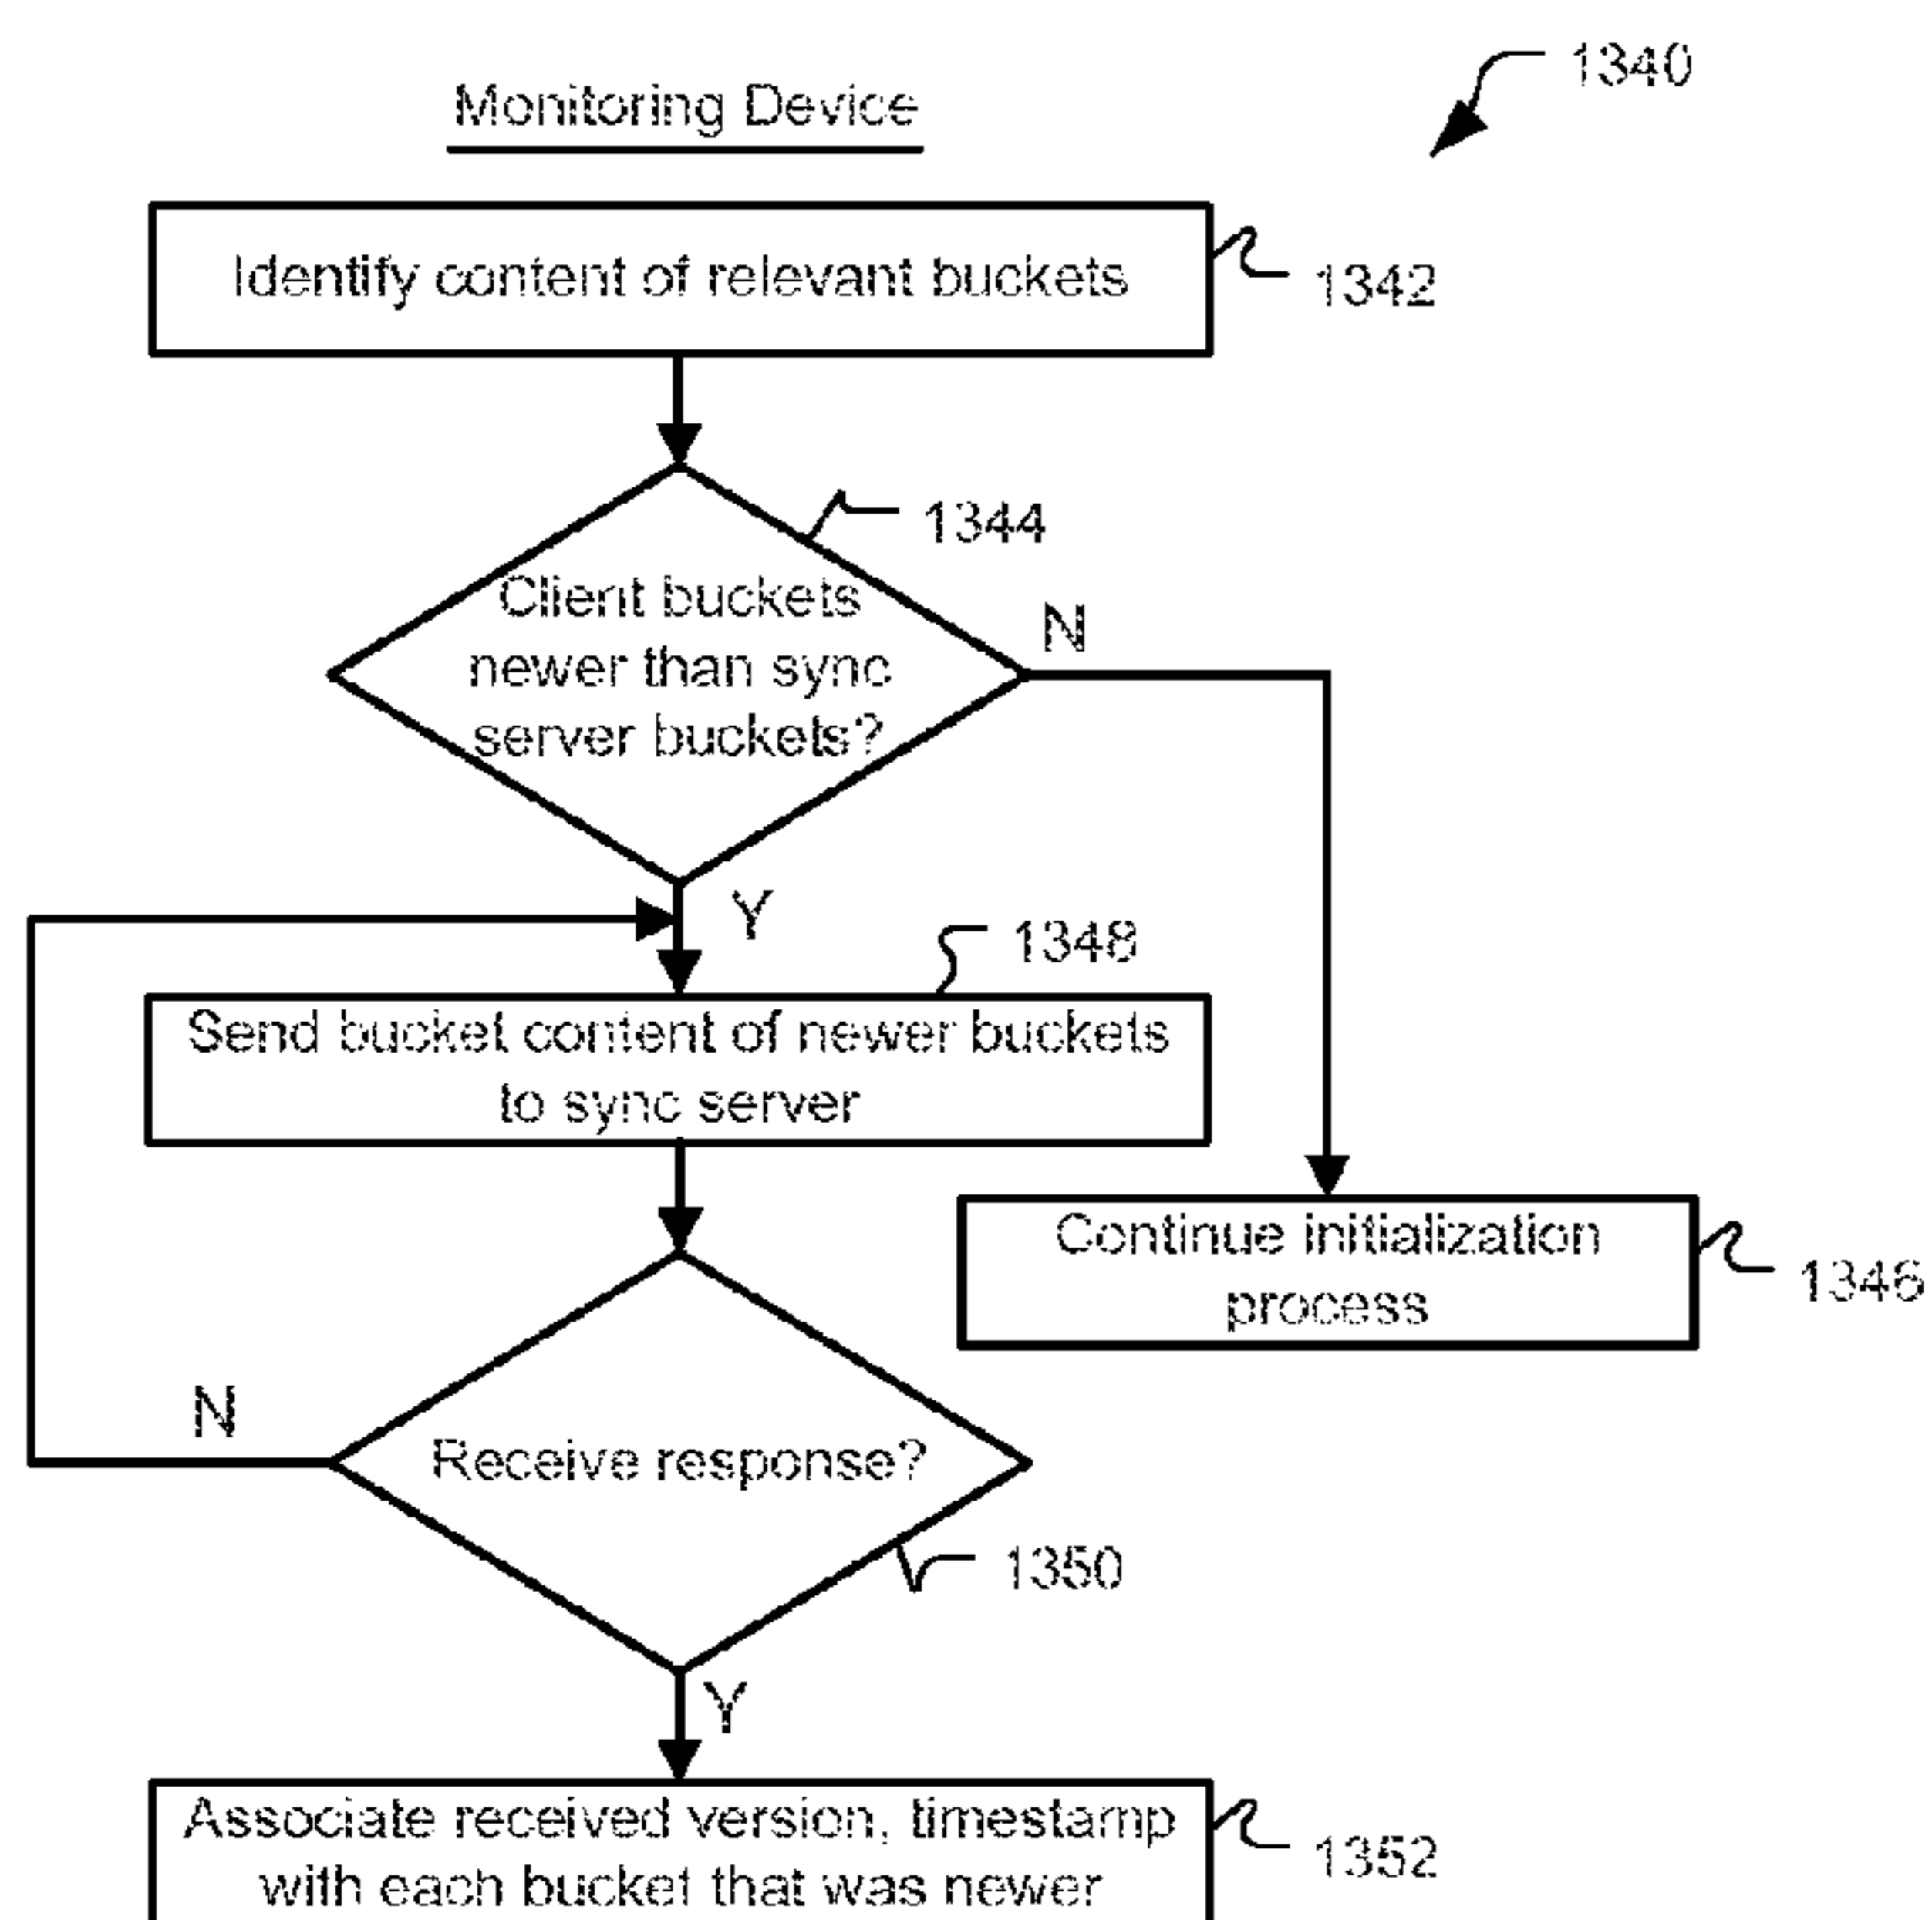 1340
Monitoring Device
Identify content of relevant buckets
1342
1344
Client buckets
newer than sync
server buckets?
N
Y
1348
Send bucket content of newer buckets
to sync server
Continue initialization
process
1346
N
Receive response?
1350
Y
Associate received version, timestamp
with each bucket that was newer
1352